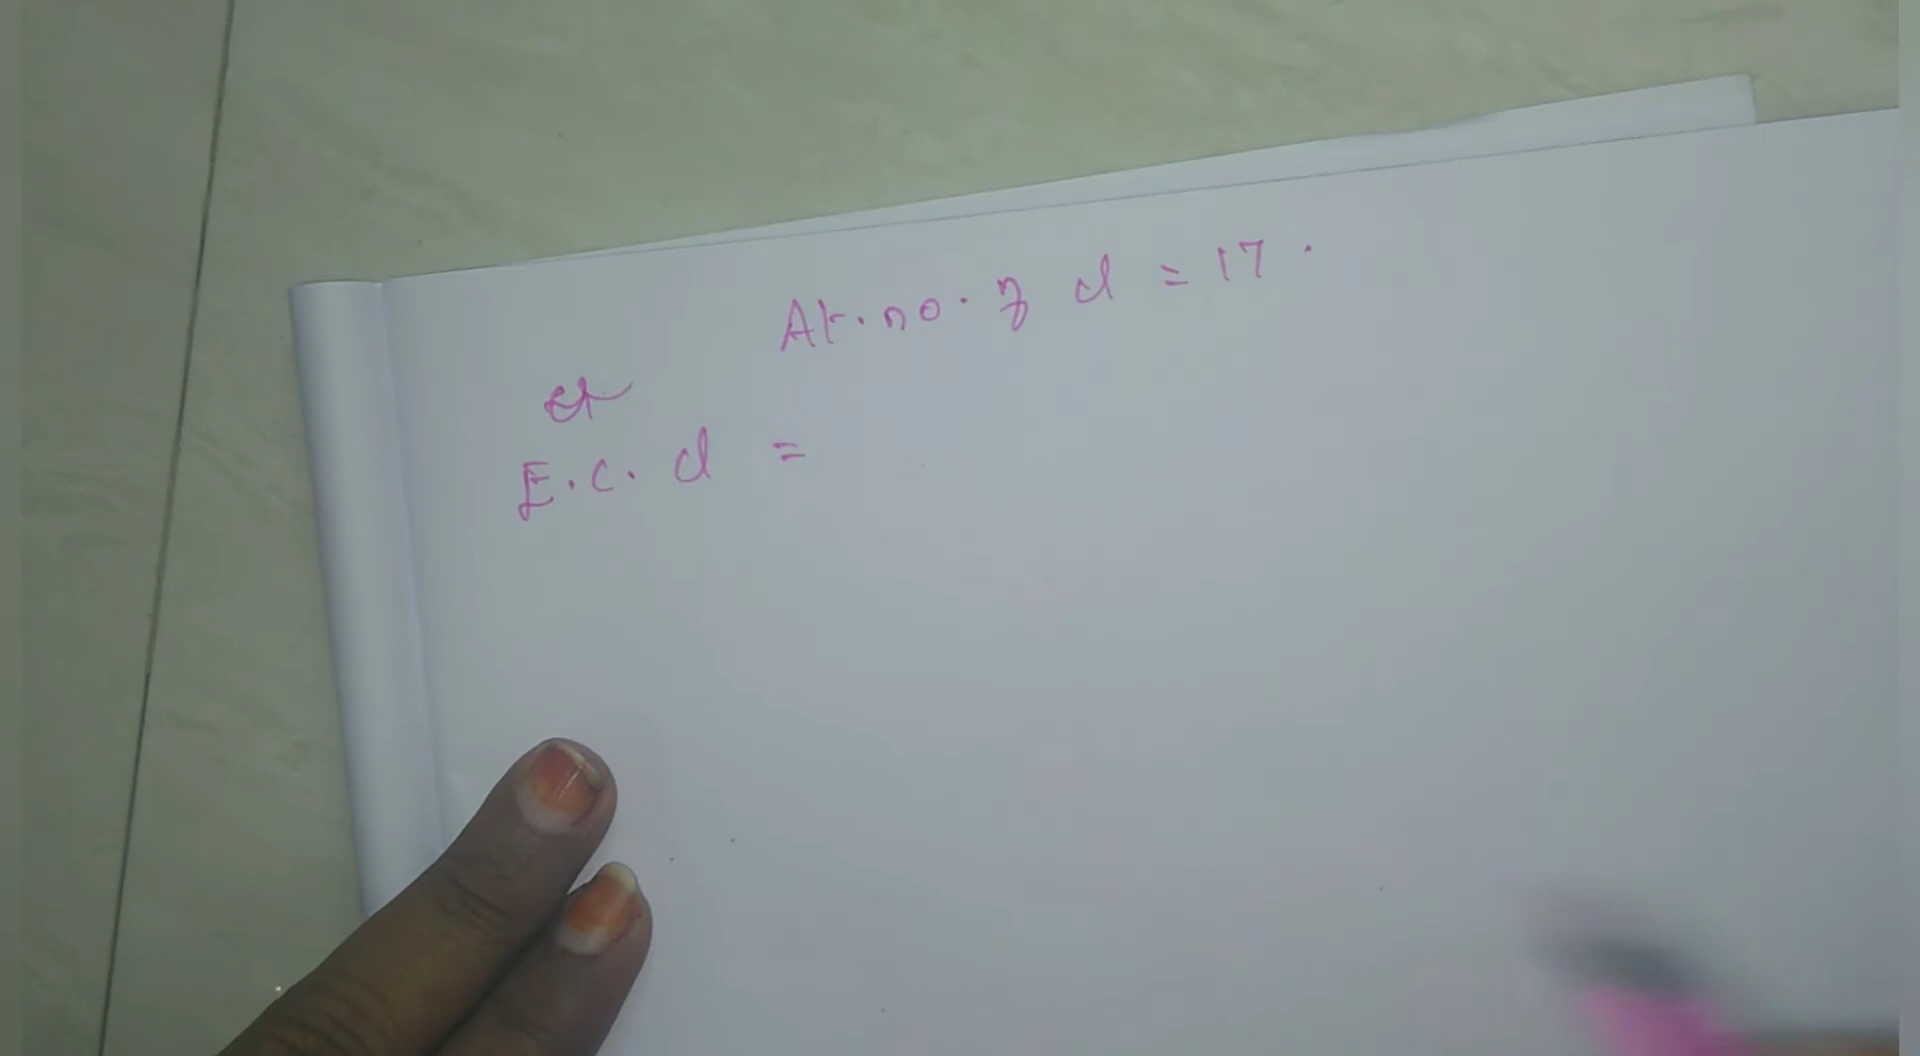 At. no. of Cl = 17.
E.C. Cl =